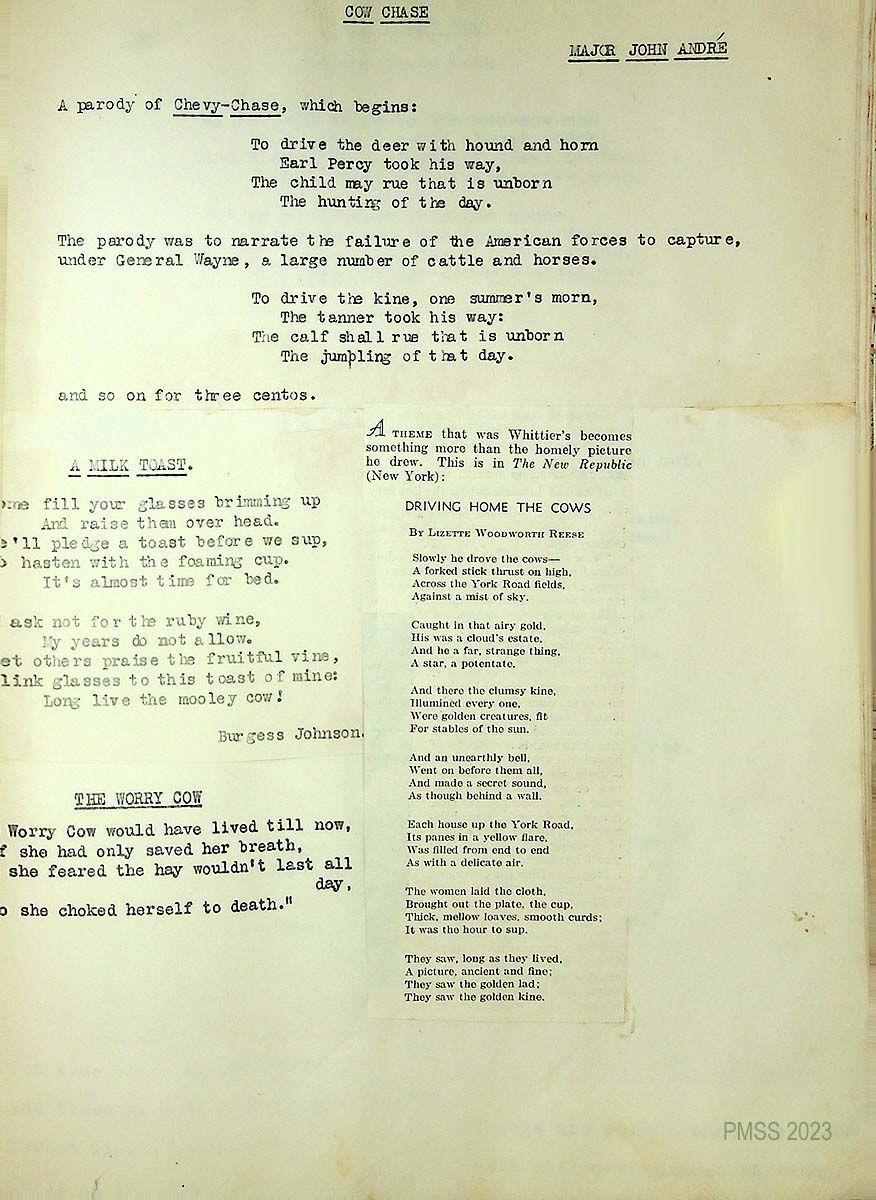 COW CHASE
MAJOR JOHN ANDRÉ
A parody of Chevy-Chase, which begins:
To drive the deer with hound and horn
Earl Percy took his way,
The child may rue that is unborn
The hunting of the day.
The parody was to narrate the failure of the American forces to capture,
under General Wayne, a large number of cattle and horses.
To drive the kine, one summer's morn,
The tanner took his way:
The calf shall rue that is unborn
The jumpling of that day.
and so on for three centos.
A MILK TOAST.
me fill your glasses brimming up
And raise them over head.
e'll pledge a toast before we sup,
hasten with the foaming cup.
It's almost time for bed.
ask not for the ruby wine,
My years do not allow.
et others praise the fruitful vine,
link glasses to this toast of mine:
Long live the mooley cow!
Burgess Johnson.
THE WORRY COW
Worry Cow would have lived till now,
f she had only saved her breath,
she feared the hay wouldn't last all
day,
o she choked herself to death."
A THEME that was Whittier's becomes
something more than the homely picture
he drew. This is in The New Republic
(New York):
DRIVING HOME THE COWS
BY LIZETTE WOODWORTH REESE
Slowly he drove the cows—
A forked stick thrust on high,
Across the York Road fields,
Against a mist of sky.
Caught in that airy gold,
His was a cloud's estate,
And he a far, strange thing,
A star, a potentate.
And there the clumsy kine,
Illumined every one,
Were golden creatures, fit
For stables of the sun.
And an unearthly bell,
Went on before them all,
And made a secret sound,
As though behind a wall.
Each house up the York Road,
Its panes in a yellow flare,
Was filled from end to end
As with a delicate air.
The women laid the cloth,
Brought out the plate, the cup,
Thick, mellow loaves, smooth curds;
It was the hour to sup.
They saw, long as they lived,
A picture, ancient and fine;
They saw the golden lad;
They saw the golden kine.
PMSS 2023